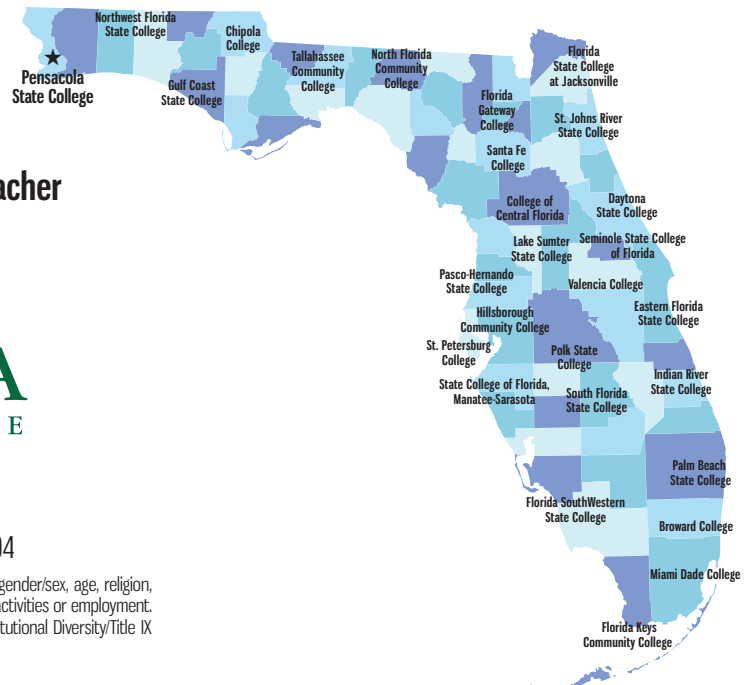 Northwest Florida
State College
Chipola
College
Pensacola
State College
Gulf Coast
State College
Tallahassee
Community
College
North Florida
Community
College
Florida
State College
at Jacksonville
Florida
Gateway
College
St. Johns River
State College
Santa Fe
College
acher
College of
Central Florida
Daytona
State College
Lake Sumter
State College
Seminole State College
of Florida
Pasco-Hernando
State College
Valencia College
Hillsborough
Community College
Eastern Florida
State College
St. Petersburg
College
Polk State
College
A
E
State College of Florida,
Manatee-Sarasota
South Florida
State College
Indian River
State College
Palm Beach
State College
Florida SouthWestern
State College
Broward College
Miami Dade College
Florida Keys
Community College
04
gender/sex, age, religion,
activities or employment.
tutional Diversity/Title IX